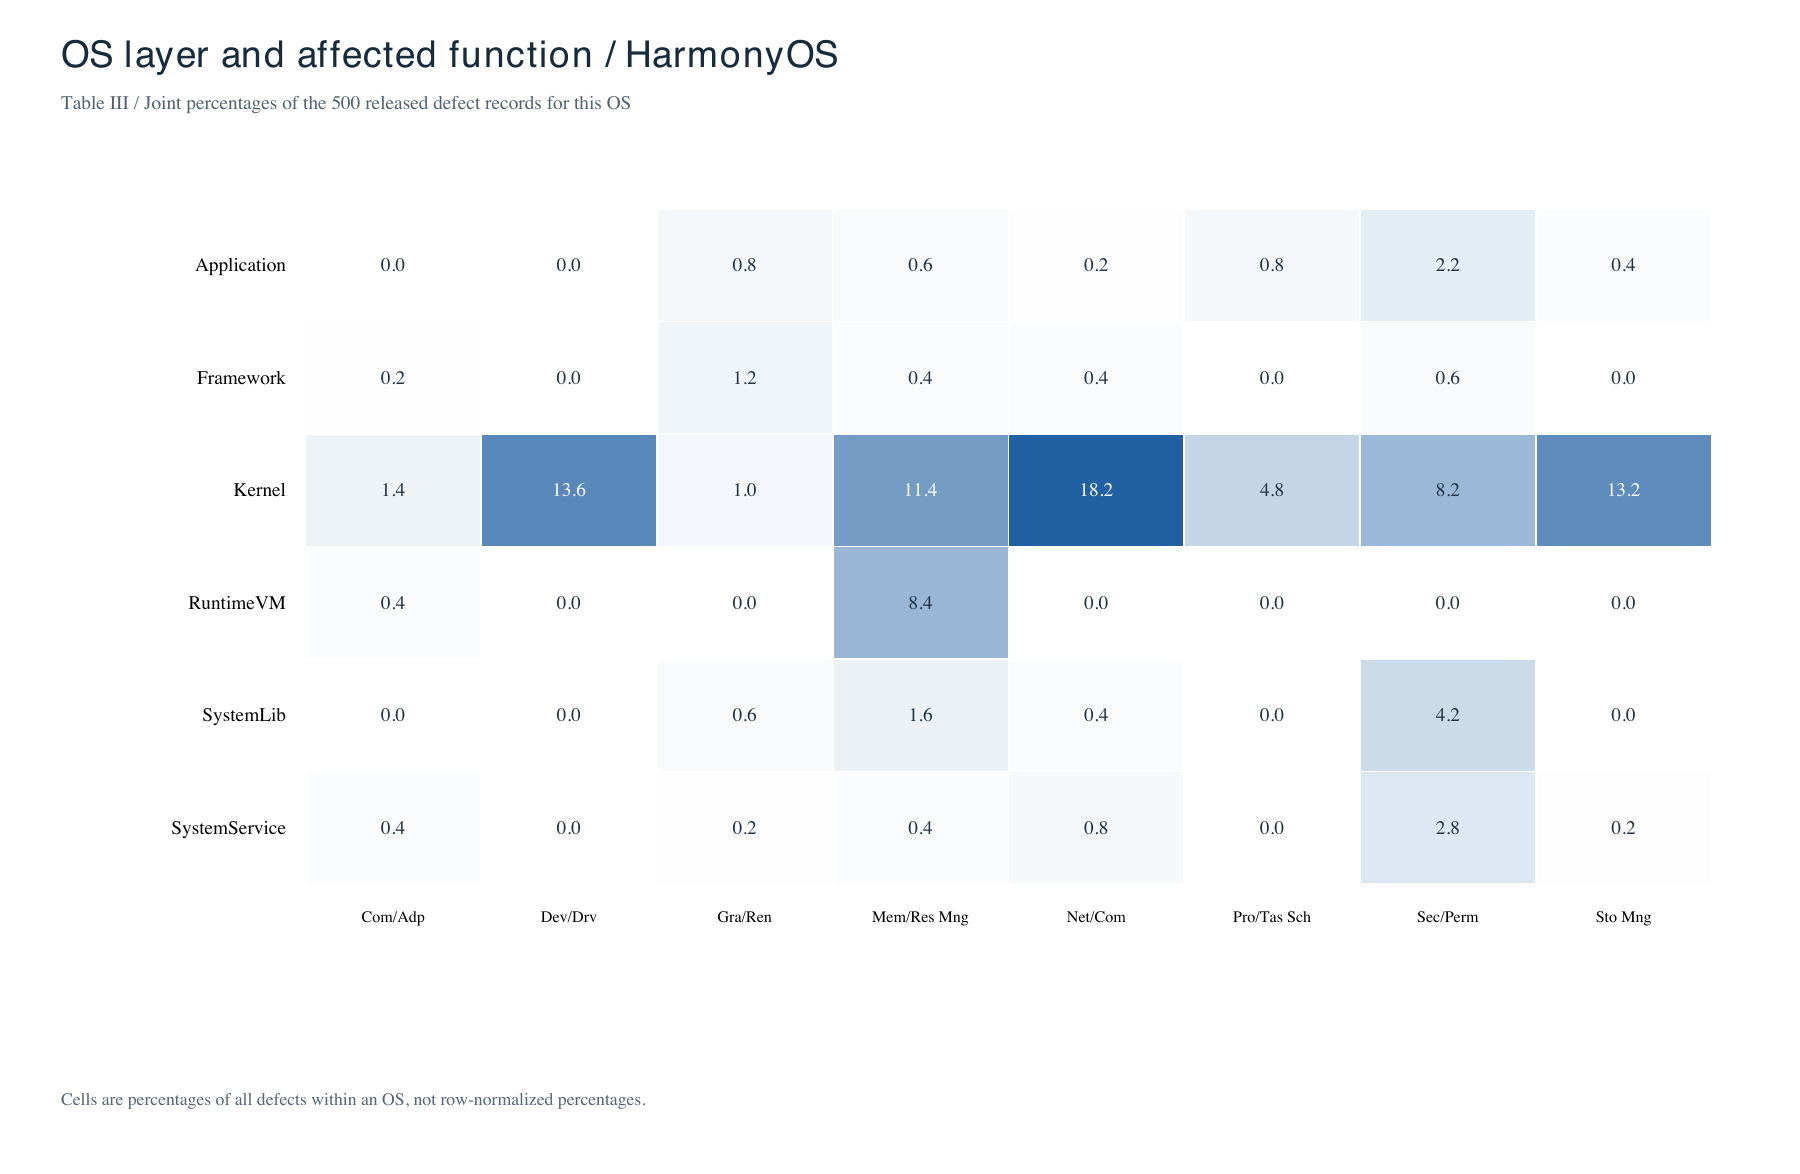 OS layer and affected function / HarmonyOS
Table III / Joint percentages of the 500 released defect records for this OS
Application 0.0 0.0 0.8 0.6 0.2 0.8 2.2 0.4
Framework 0.2 0.0 1.2 0.4 0.4 0.0 0.6 0.0
Kernel 1.4 13.6 1.0 11.4 18.2 4.8 8.2 13.2
RuntimeVM 0.4 0.0 0.0 8.4 0.0 0.0 0.0 0.0
SystemLib 0.0 0.0 0.6 1.6 0.4 0.0 4.2 0.0
SystemService 0.4 0.0 0.2 0.4 0.8 0.0 2.8 0.2
Com/Adp Dev/Drv Gra/Ren Mem/Res Mng Net/Com Pro/Tas Sch Sec/Perm Sto Mng
Cells are percentages of all defects within an OS, not row-normalized percentages.